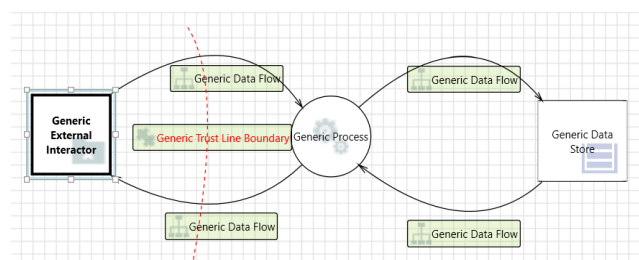 Generic Data Flow
Generic Data Flow
Generic
External
Interactor
Generic Trust Line Boundary
Generic Process
Generic Data
Store
Generic Data Flow
Generic Data Flow